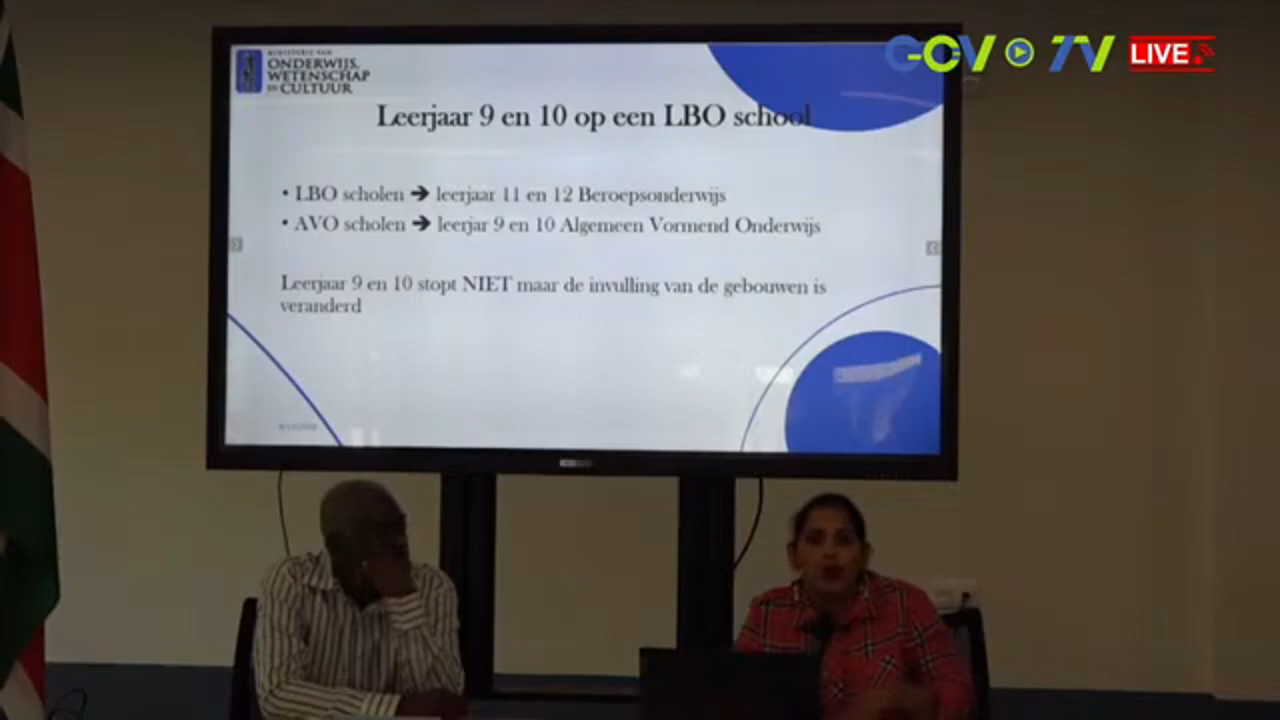 GOV TV LIVE
MINISTERIE VAN
ONDERWIJS,
WETENSCHAP
EN CULTUUR
Leerjaar 9 en 10 op een LBO school
• LBO scholen ➔ leerjaar 11 en 12 Beroepsonderwijs
• AVO scholen ➔ leerjar 9 en 10 Algemeen Vormend Onderwijs
Leerjaar 9 en 10 stopt NIET maar de invulling van de gebouwen is
veranderd